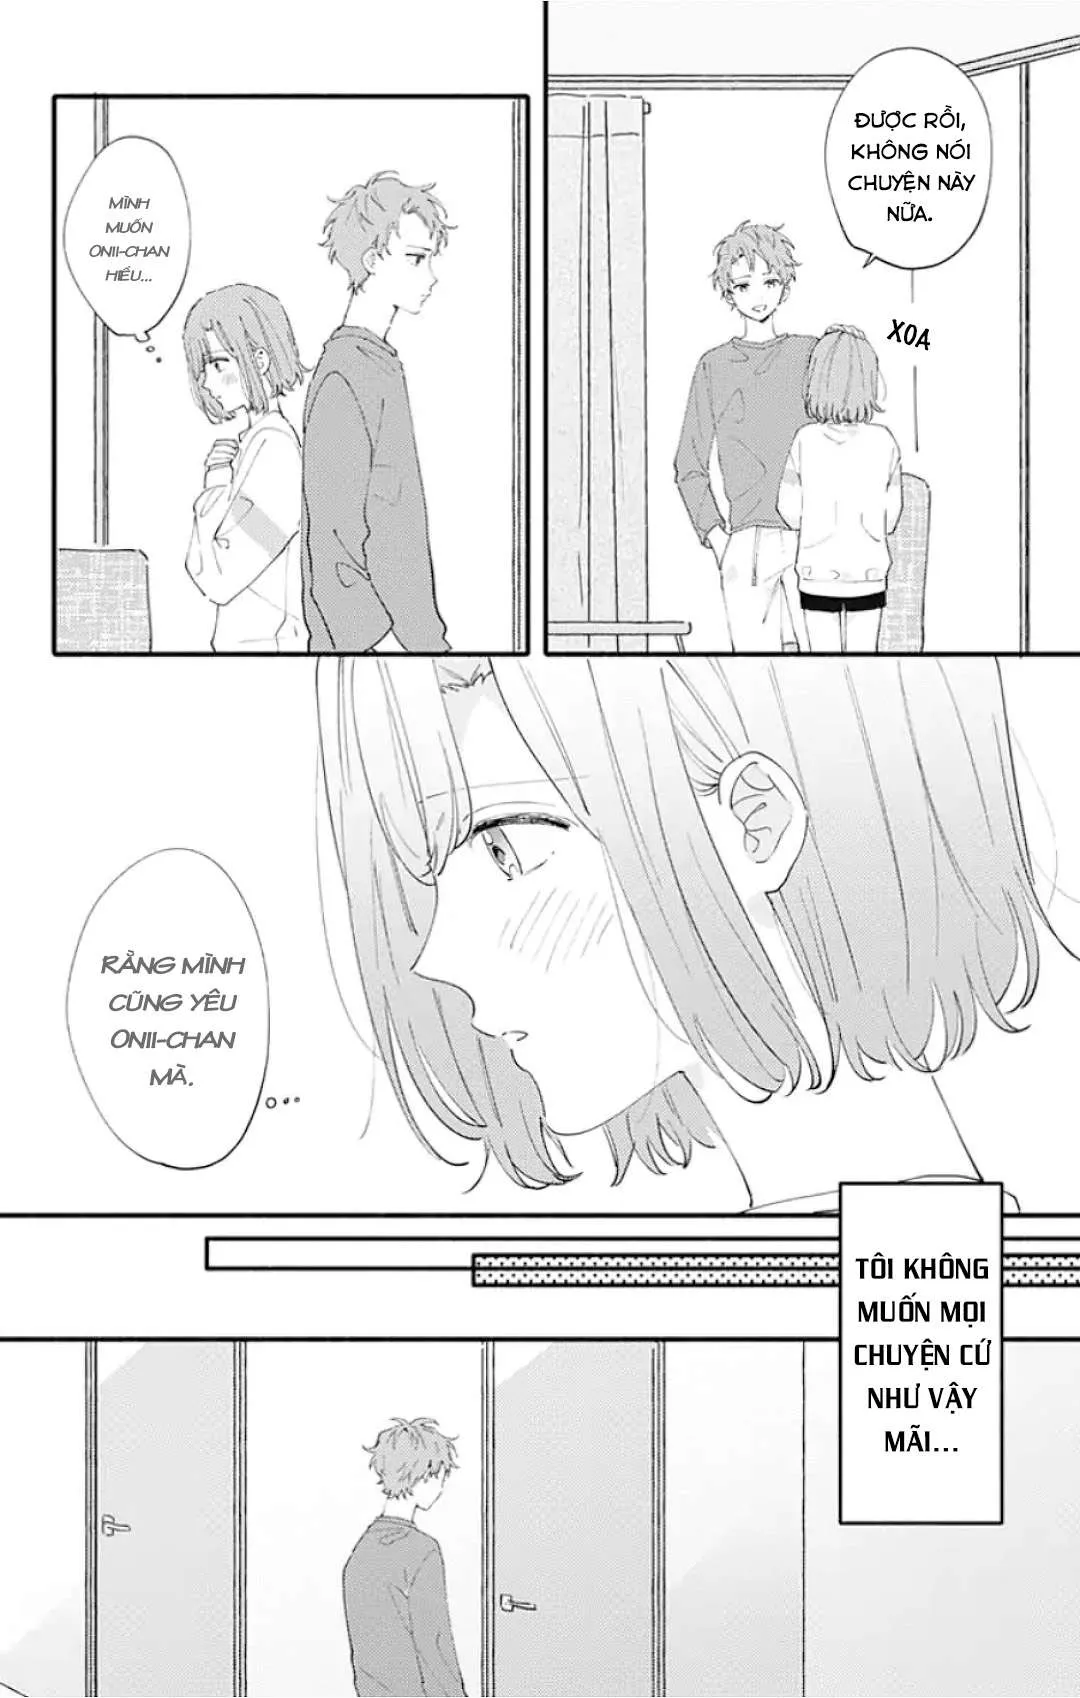 ĐƯỢC RỒI,
KHÔNG NÓI
CHUYỆN NÀY
NỮA.
XOA
MÌNH
MUỐN
ONII-CHAN
HIỂU...
RẰNG MÌNH
CŨNG YÊU
ONII-CHAN
MÀ.
TÔI KHÔNG
MUỐN MỌI
CHUYỆN CỨ
NHƯ VẬY
MÃI...